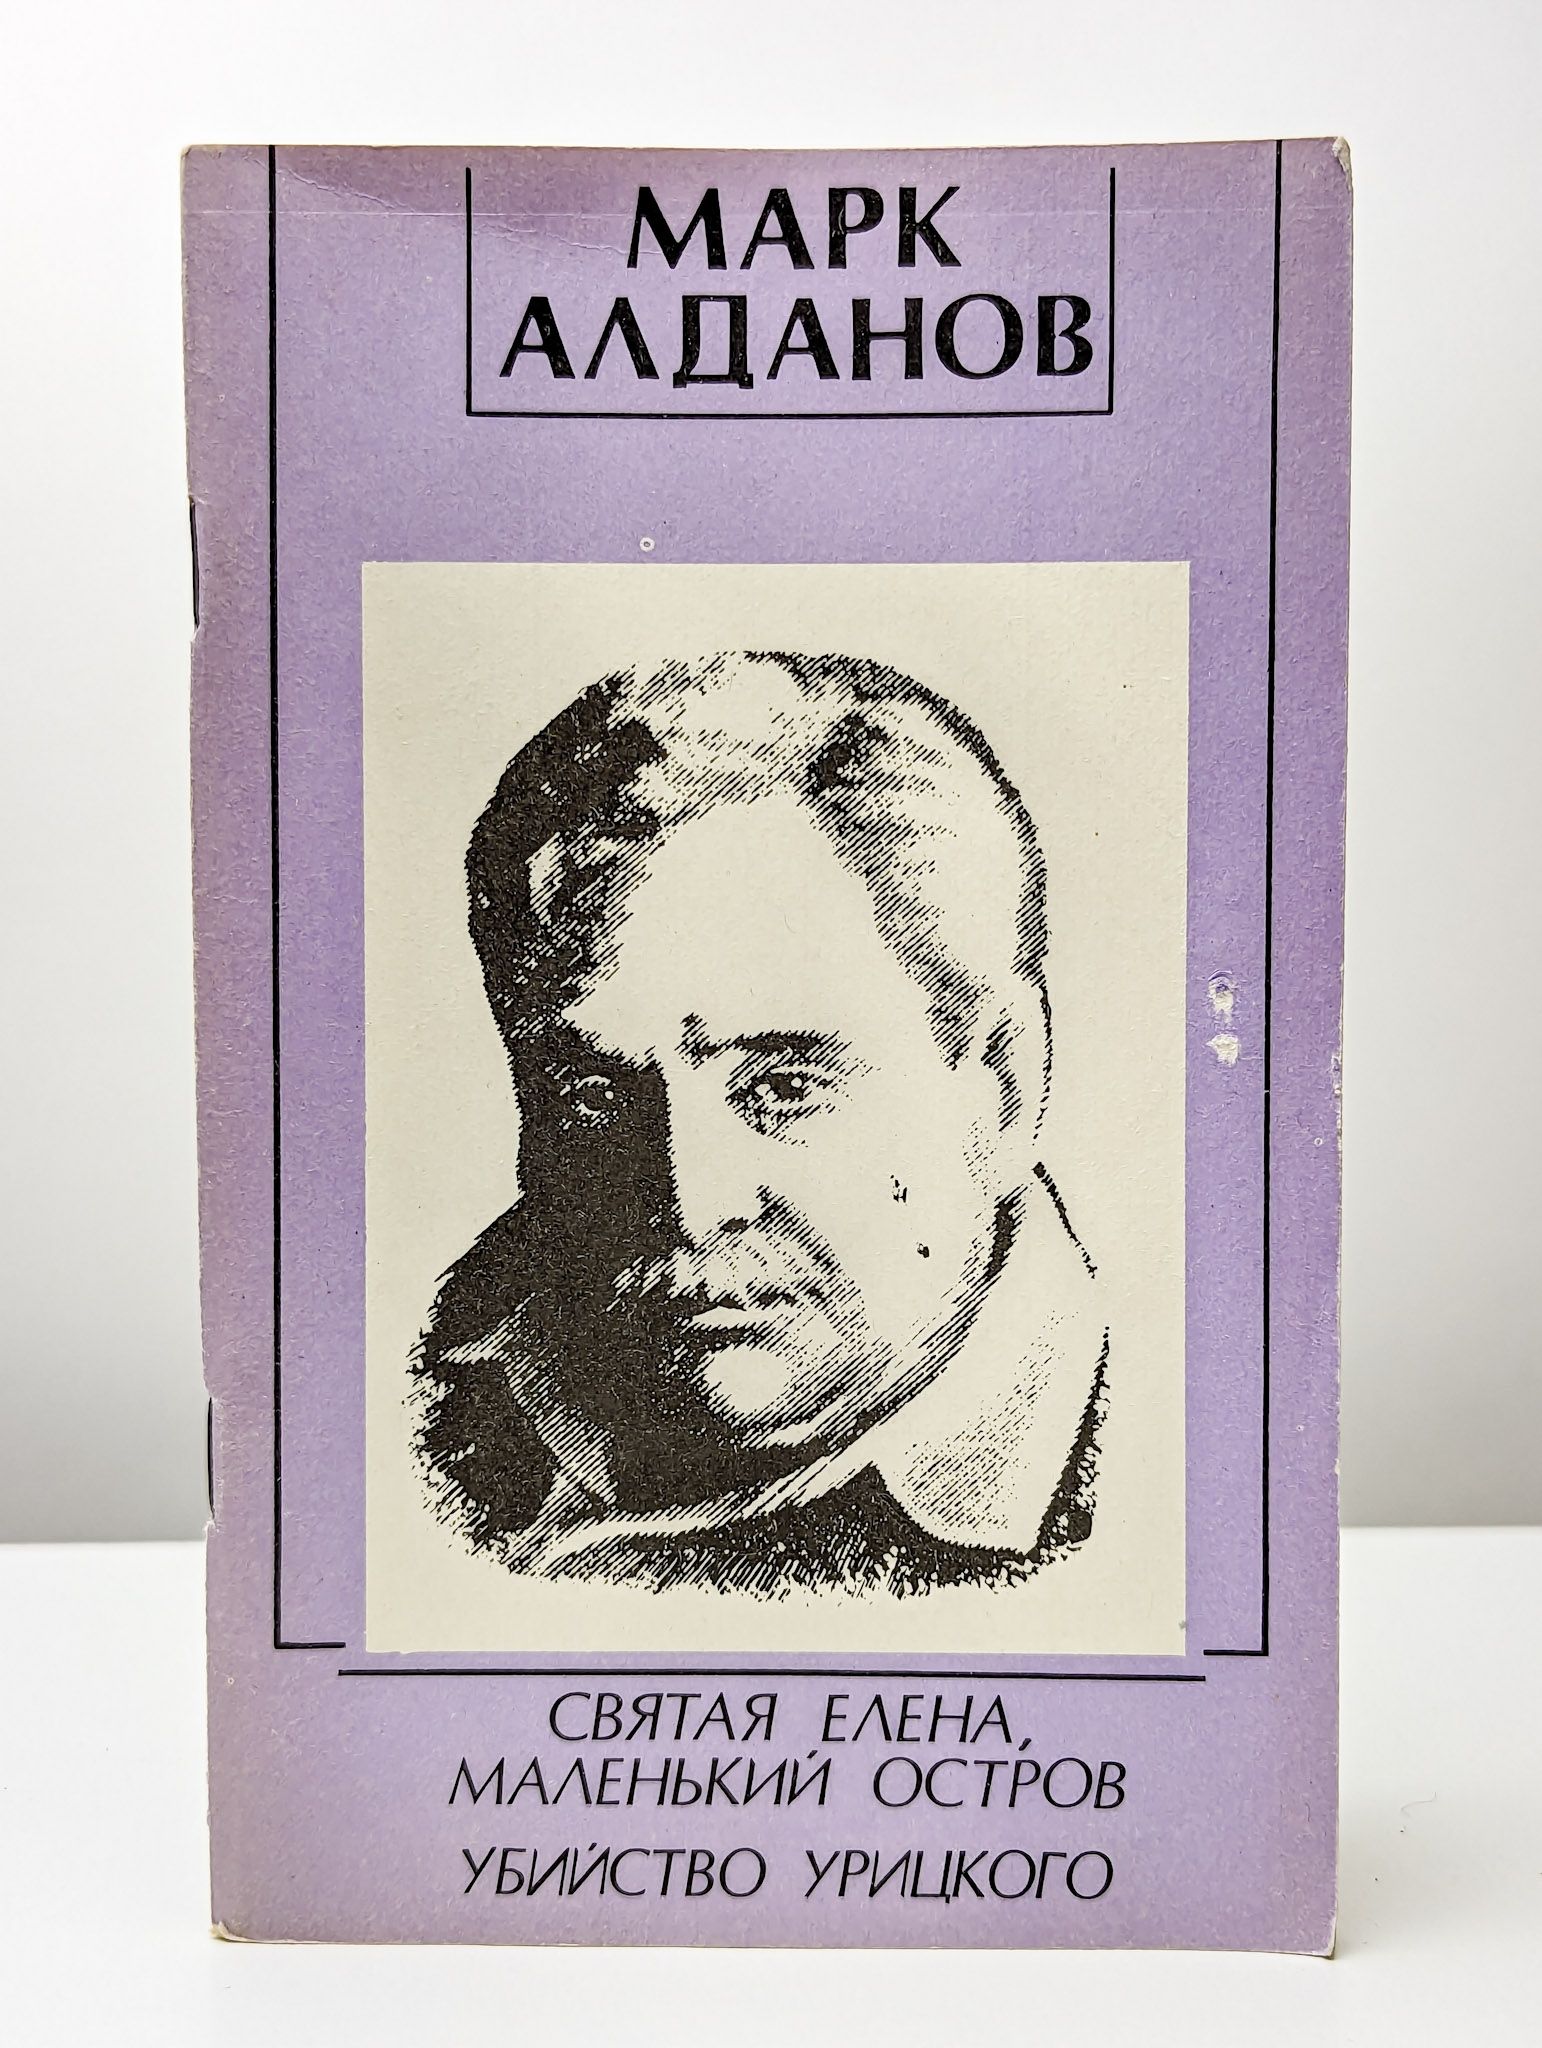 МАРК
АЛДАНОВ
СВЯТАЯ ЕЛЕНА,
МАЛЕНЬКИЙ ОСТРОВ
УБИЙСТВО УРИЦКОГО